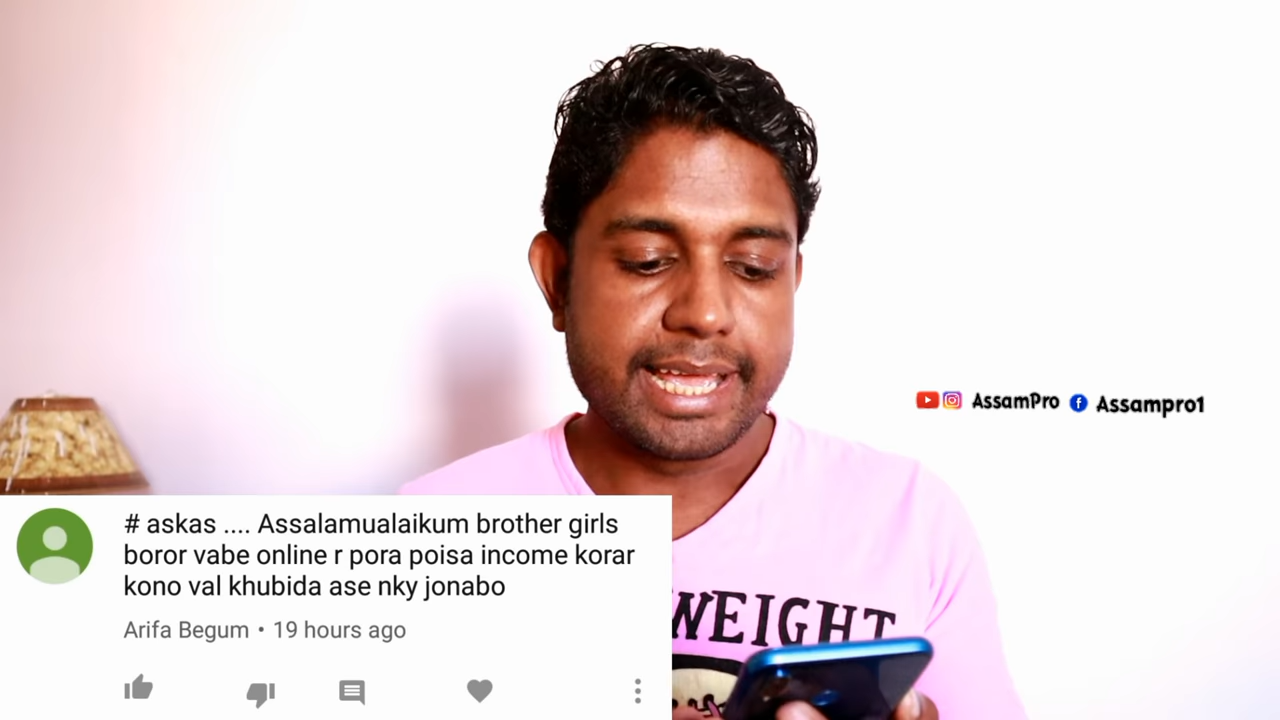 AssamPro Assampro1
# askas .... Assalamualaikum brother girls
boror vabe online r pora poisa income korar
kono val khubida ase nky jonabo
Arifa Begum • 19 hours ago
WEIGHT